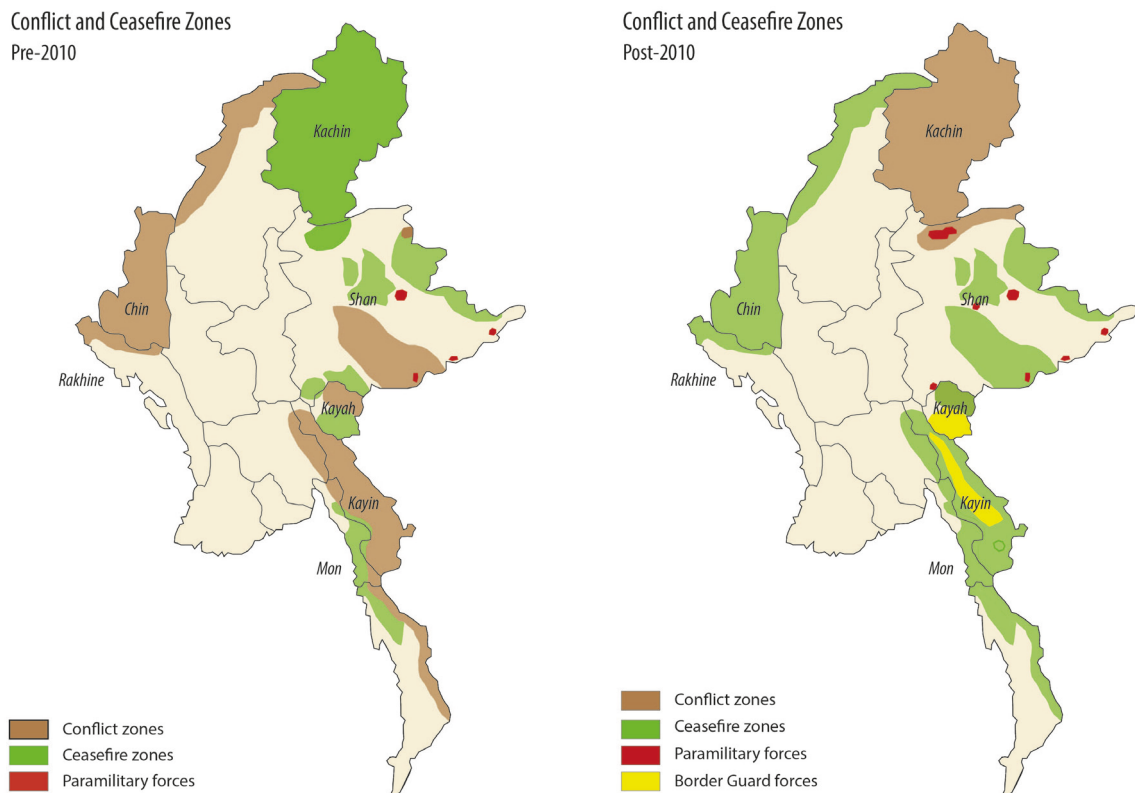 Conflict and Ceasefire Zones
Pre-2010
Kachin
Chin
Shan
Rakhine
Kayah
Kayin
Mon
Conflict zones
Ceasefire zones
Paramilitary forces
Conflict and Ceasefire Zones
Post-2010
Kachin
Chin
Shan
Rakhine
Kayah
Kayin
Mon
Conflict zones
Ceasefire zones
Paramilitary forces
Border Guard forces